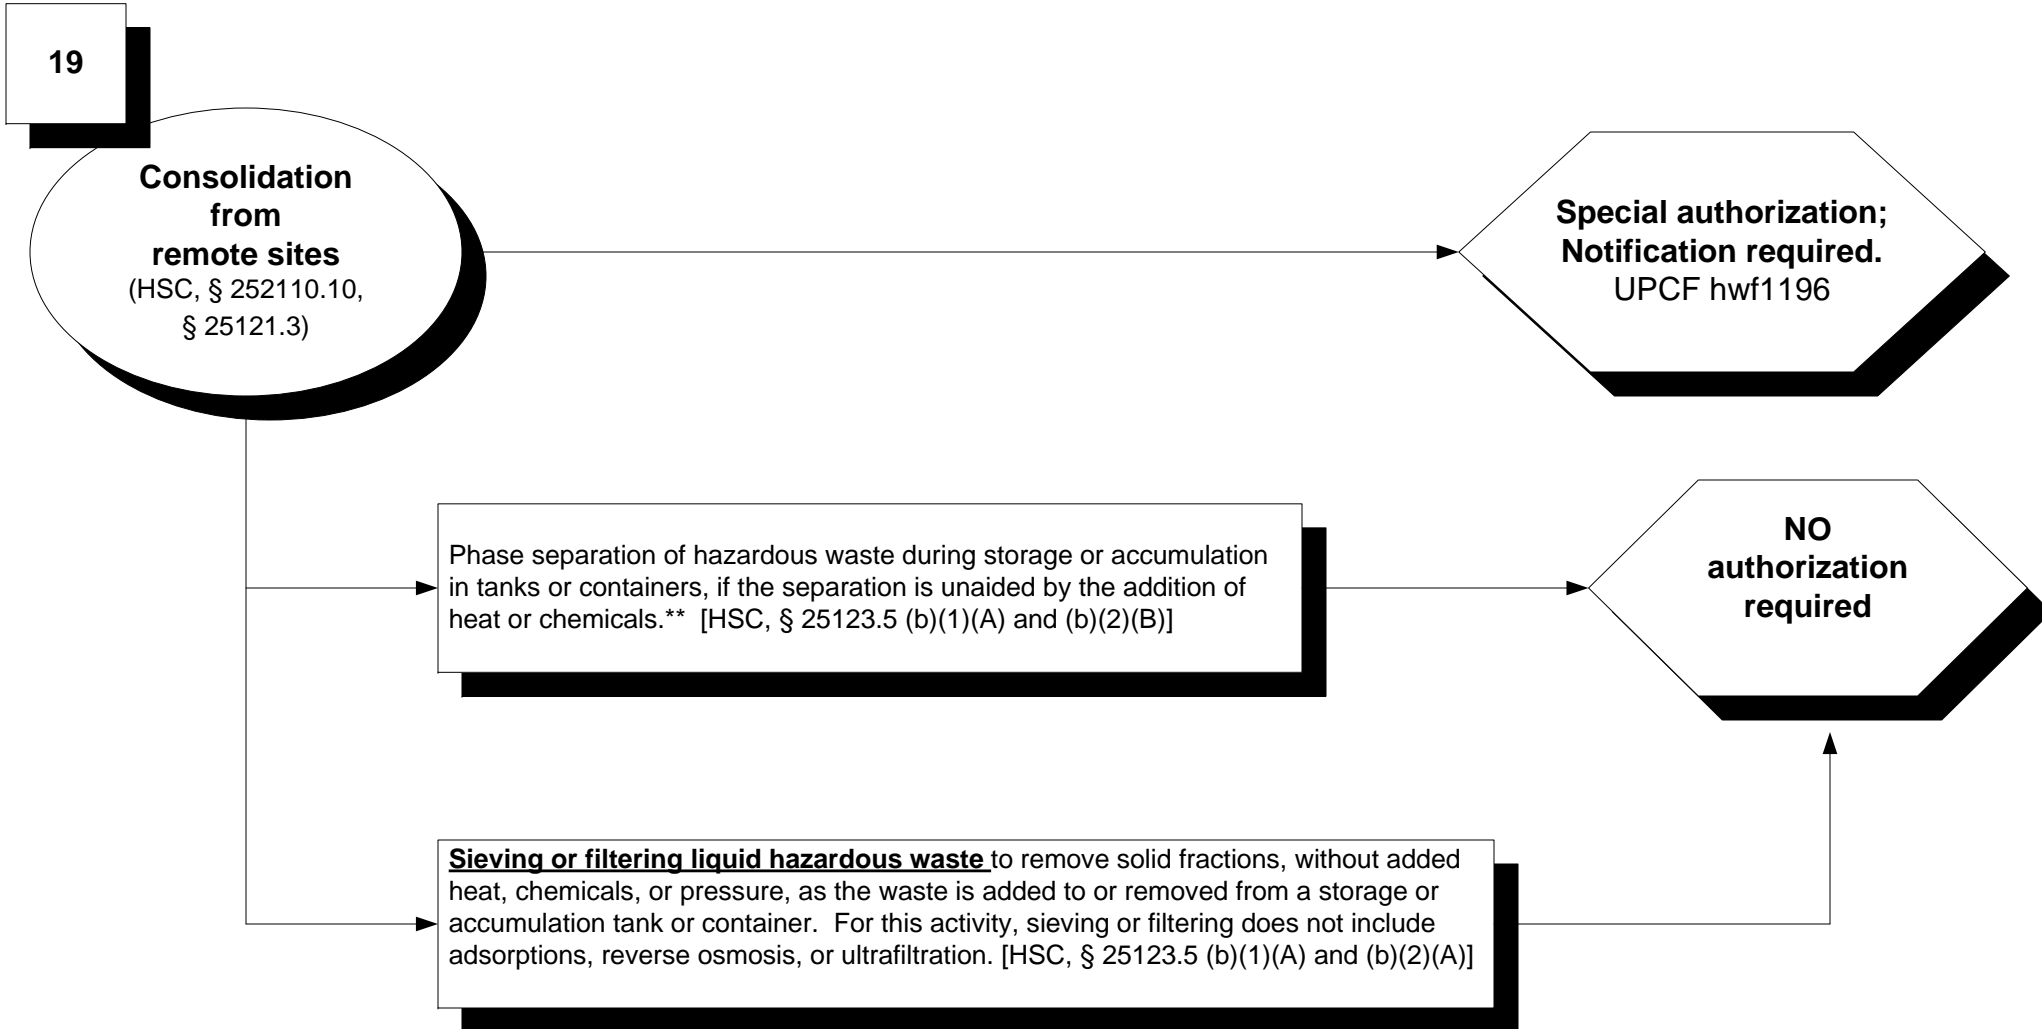 19
Consolidation
from
remote sites
(HSC, § 252110.10,
§ 25121.3)
Special authorization;
Notification required.
UPCF hwf1196
Phase separation of hazardous waste during storage or accumulation
in tanks or containers, if the separation is unaided by the addition of
heat or chemicals.** [HSC, § 25123.5 (b)(1)(A) and (b)(2)(B)]
NO
authorization
required
Sieving or filtering liquid hazardous waste to remove solid fractions, without added
heat, chemicals, or pressure, as the waste is added to or removed from a storage or
accumulation tank or container. For this activity, sieving or filtering does not include
adsorptions, reverse osmosis, or ultrafiltration. [HSC, § 25123.5 (b)(1)(A) and (b)(2)(A)]